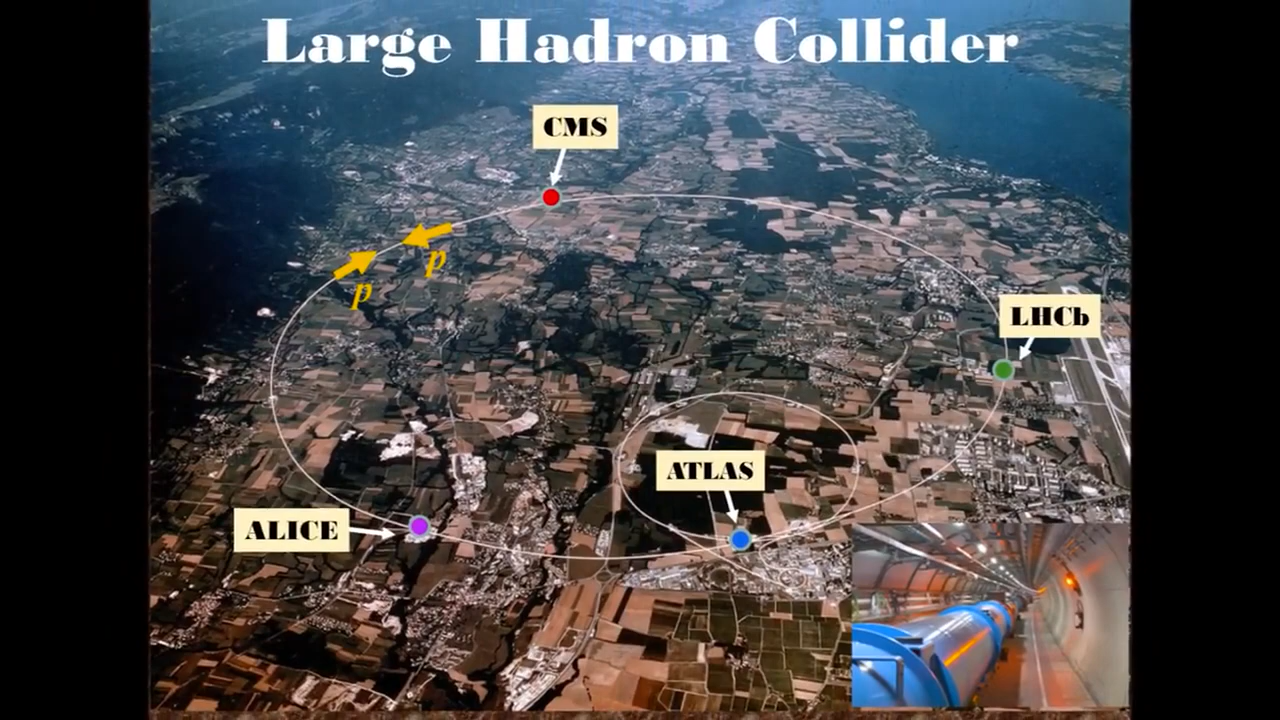 Large Hadron Collider
CMS
p
p
LHCb
ATLAS
ALICE